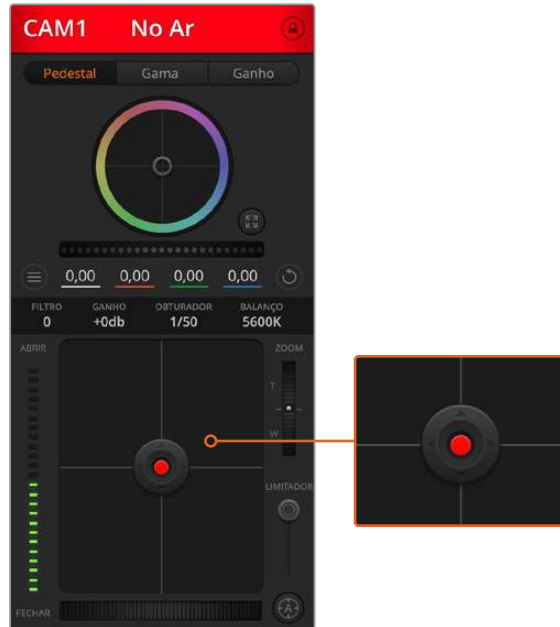 CAM1 No Ar
Pedestal Gama Ganho
0,00 0,00 0,00 0,00
FILTRO GANHO OBTURADOR BALANÇO
0 +0db 1/50 5600K
ABRIR ZOOM
T
W
LIMITADOR
FECHAR A